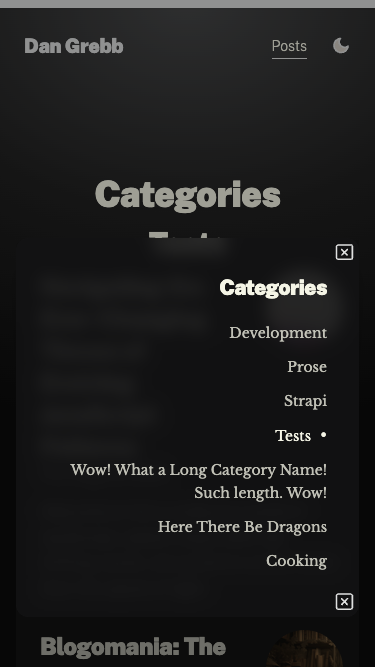 Dan Grebb
Posts
Categories
Categories
Development
Prose
Strapi
Tests •
Wow! What a Long Category Name!
Such length. Wow!
Here There Be Dragons
Cooking
Blogomania: The